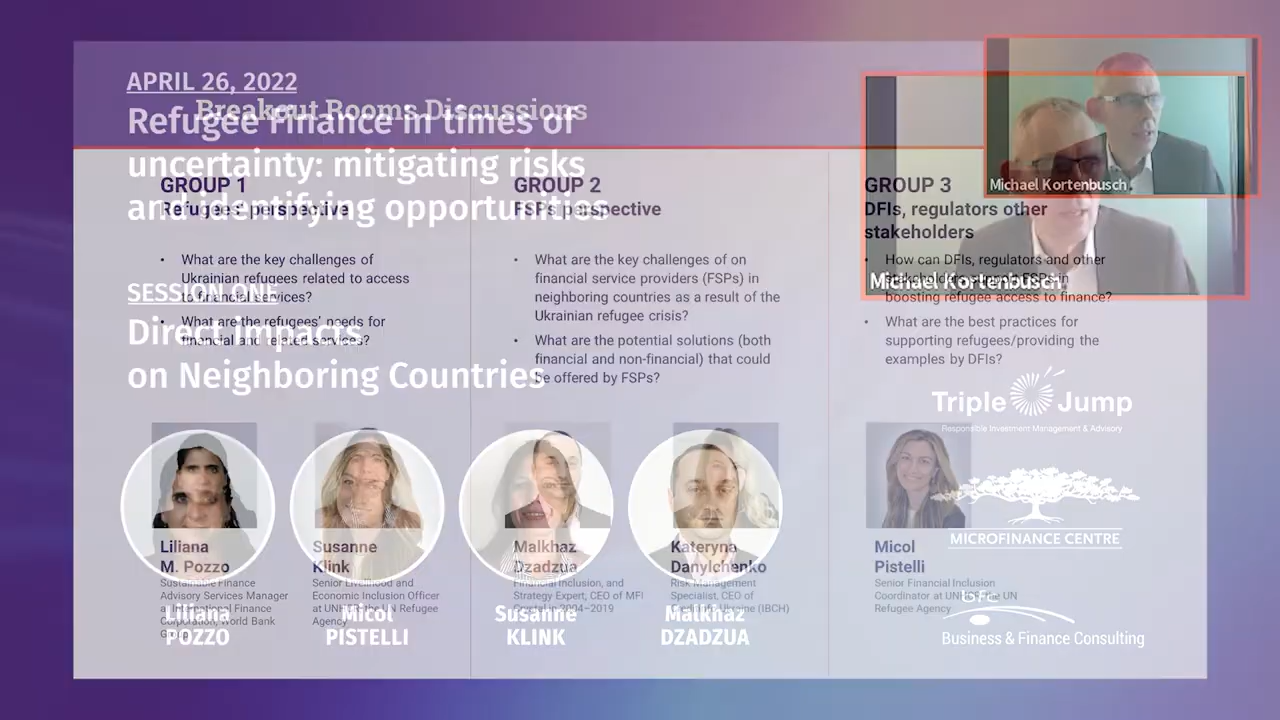 APRIL 26, 2022
Refugee Finance in times of
uncertainty: mitigating risks
and identifying opportunities
SESSION ONE
Direct impacts
on Neighboring Countries
Liliana
POZZO
Micol
PISTELLI
Susanne
KLINK
Malkhaz
DZADZUA
Breakout Rooms Discussions
GROUP 1
Refugees' perspective
• What are the key challenges of
Ukrainian refugees related to access
to financial services?
• What are the refugees' needs for
financial and related services?
Liliana
M. Pozzo
Sustainable Finance
Advisory Services Manager
at International Finance
Corporation, World Bank
Group
Susanne
Klink
Senior Livelihood and
Economic Inclusion Officer
at UNHCR, the UN Refugee
Agency
GROUP 2
FSPs perspective
• What are the key challenges of on
financial service providers (FSPs) in
neighboring countries as a result of the
Ukrainian refugee crisis?
• What are the potential solutions (both
financial and non-financial) that could
be offered by FSPs?
Malkhaz
Dzadzua
Financial Inclusion, and
Strategy Expert, CEO of MFI
Crystal in 2004–2019
Kateryna
Danylchenko
Risk Management
Specialist, CEO of
Ukraine (IBCH)
GROUP 3
DFIs, regulators other
stakeholders
• How can DFIs, regulators and other
stakeholders support FSPs in
boosting refugee access to finance?
• What are the best practices for
supporting refugees/providing the
examples by DFIs?
Micol
Pistelli
Senior Financial Inclusion
Coordinator at UNHCR, the UN
Refugee Agency
Michael Kortenbusch
Michael Kortenbusch
Triple Jump
Responsible Investment Management & Advisory
MICROFINANCE CENTRE
BFC
Business & Finance Consulting